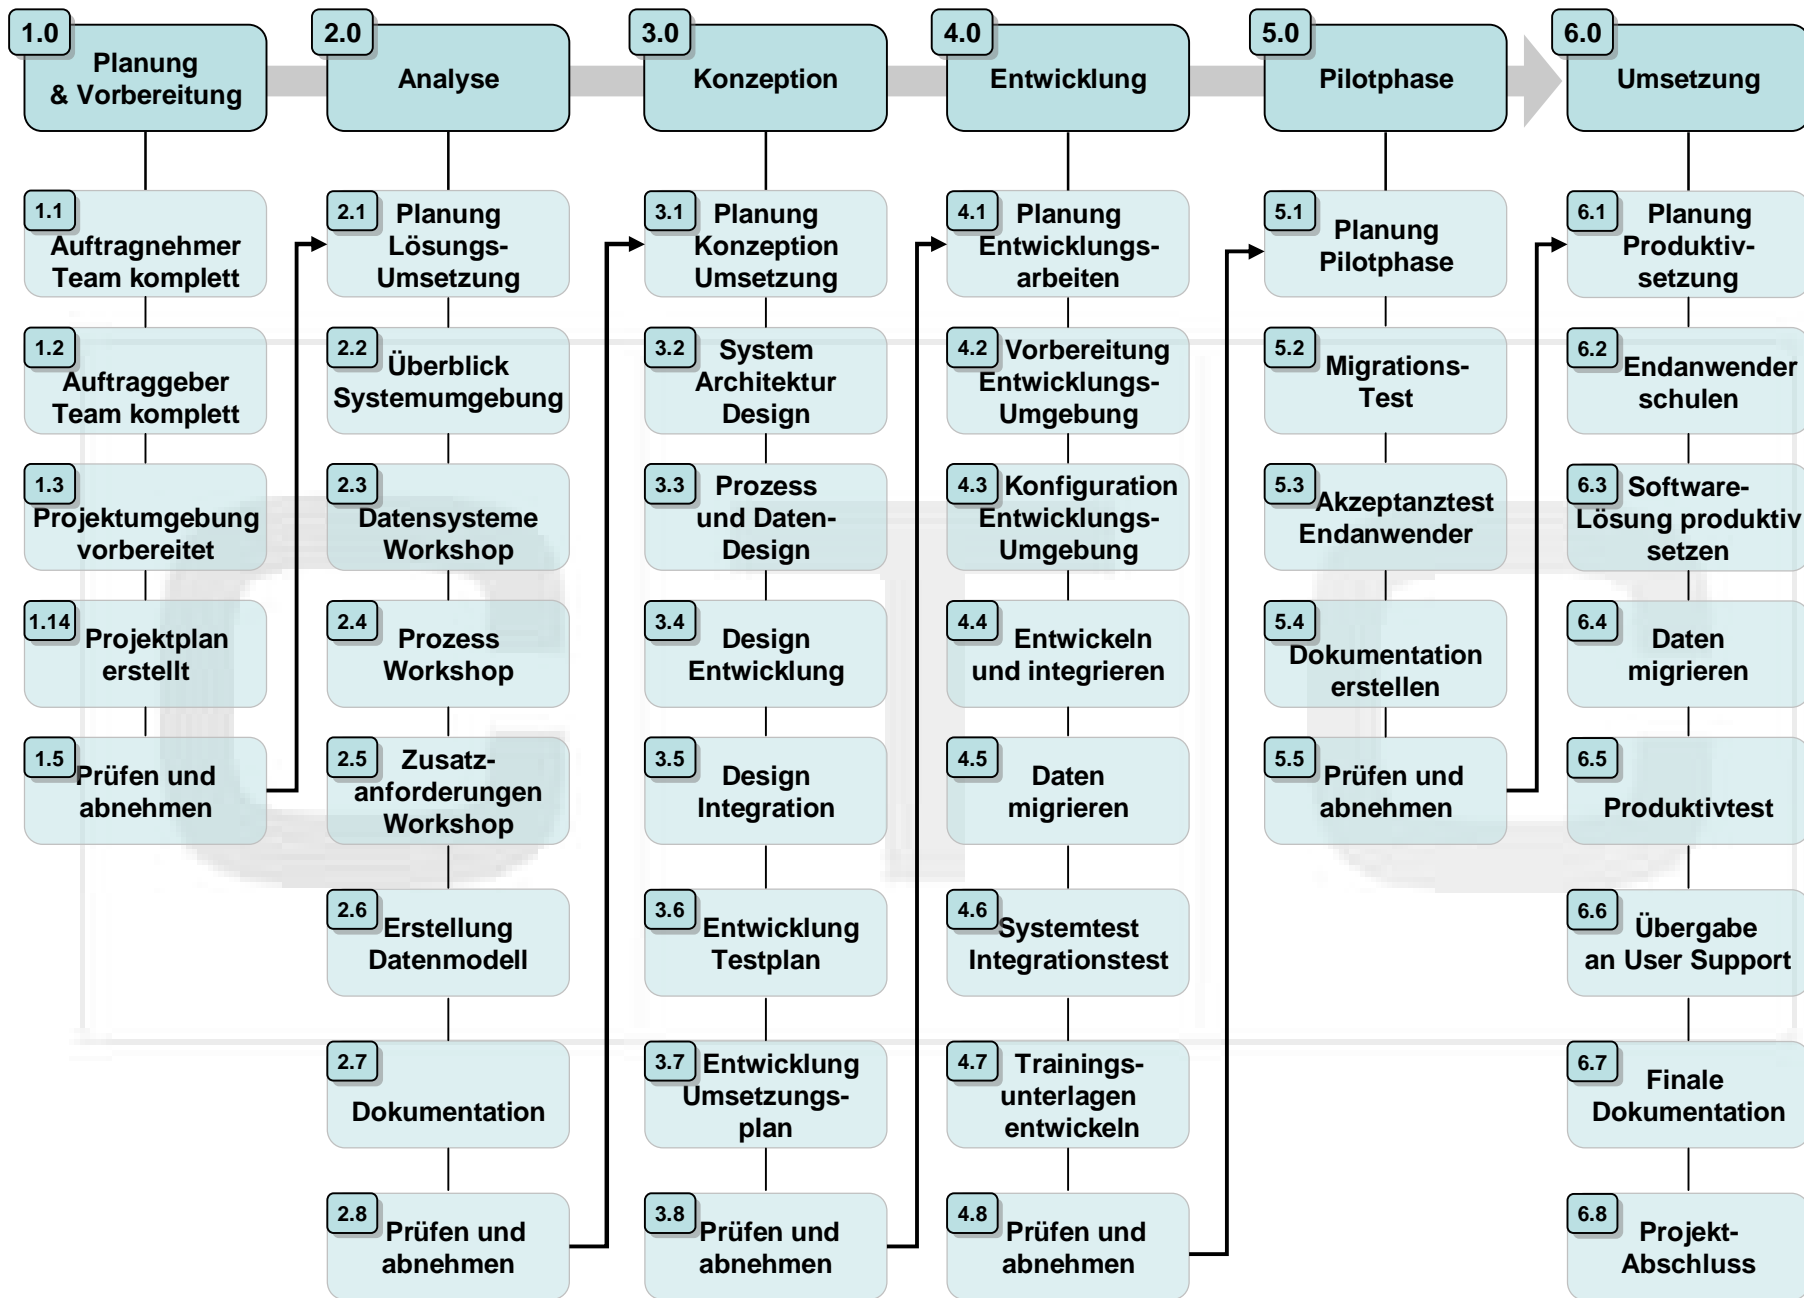 1.0
Planung
& Vorbereitung
1.1
Auftragnehmer
Team komplett
1.2
Auftraggeber
Team komplett
1.3
Projektumgebung
vorbereitet
1.14
Projektplan
erstellt
1.5
Prüfen und
abnehmen
2.0
Analyse
2.1
Planung
Lösungs-
Umsetzung
2.2
Überblick
Systemumgebung
2.3
Datensysteme
Workshop
2.4
Prozess
Workshop
2.5
Zusatz-
anforderungen
Workshop
2.6
Erstellung
Datenmodell
2.7
Dokumentation
2.8
Prüfen und
abnehmen
3.0
Konzeption
3.1
Planung
Konzeption
Umsetzung
3.2
System
Architektur
Design
3.3
Prozess
und Daten-
Design
3.4
Design
Entwicklung
3.5
Design
Integration
3.6
Entwicklung
Testplan
3.7
Entwicklung
Umsetzungs-
plan
3.8
Prüfen und
abnehmen
4.0
Entwicklung
4.1
Planung
Entwicklungs-
arbeiten
4.2
Vorbereitung
Entwicklungs-
Umgebung
4.3
Konfiguration
Entwicklungs-
Umgebung
4.4
Entwickeln
und integrieren
4.5
Daten
migrieren
4.6
Systemtest
Integrationstest
4.7
Trainings-
unterlagen
entwickeln
4.8
Prüfen und
abnehmen
5.0
Pilotphase
5.1
Planung
Pilotphase
5.2
Migrations-
Test
5.3
Akzeptanztest
Endanwender
5.4
Dokumentation
erstellen
5.5
Prüfen und
abnehmen
6.0
Umsetzung
6.1
Planung
Produktiv-
setzung
6.2
Endanwender
schulen
6.3
Software-
Lösung produktiv
setzen
6.4
Daten
migrieren
6.5
Produktivtest
6.6
Übergabe
an User Support
6.7
Finale
Dokumentation
6.8
Projekt-
Abschluss